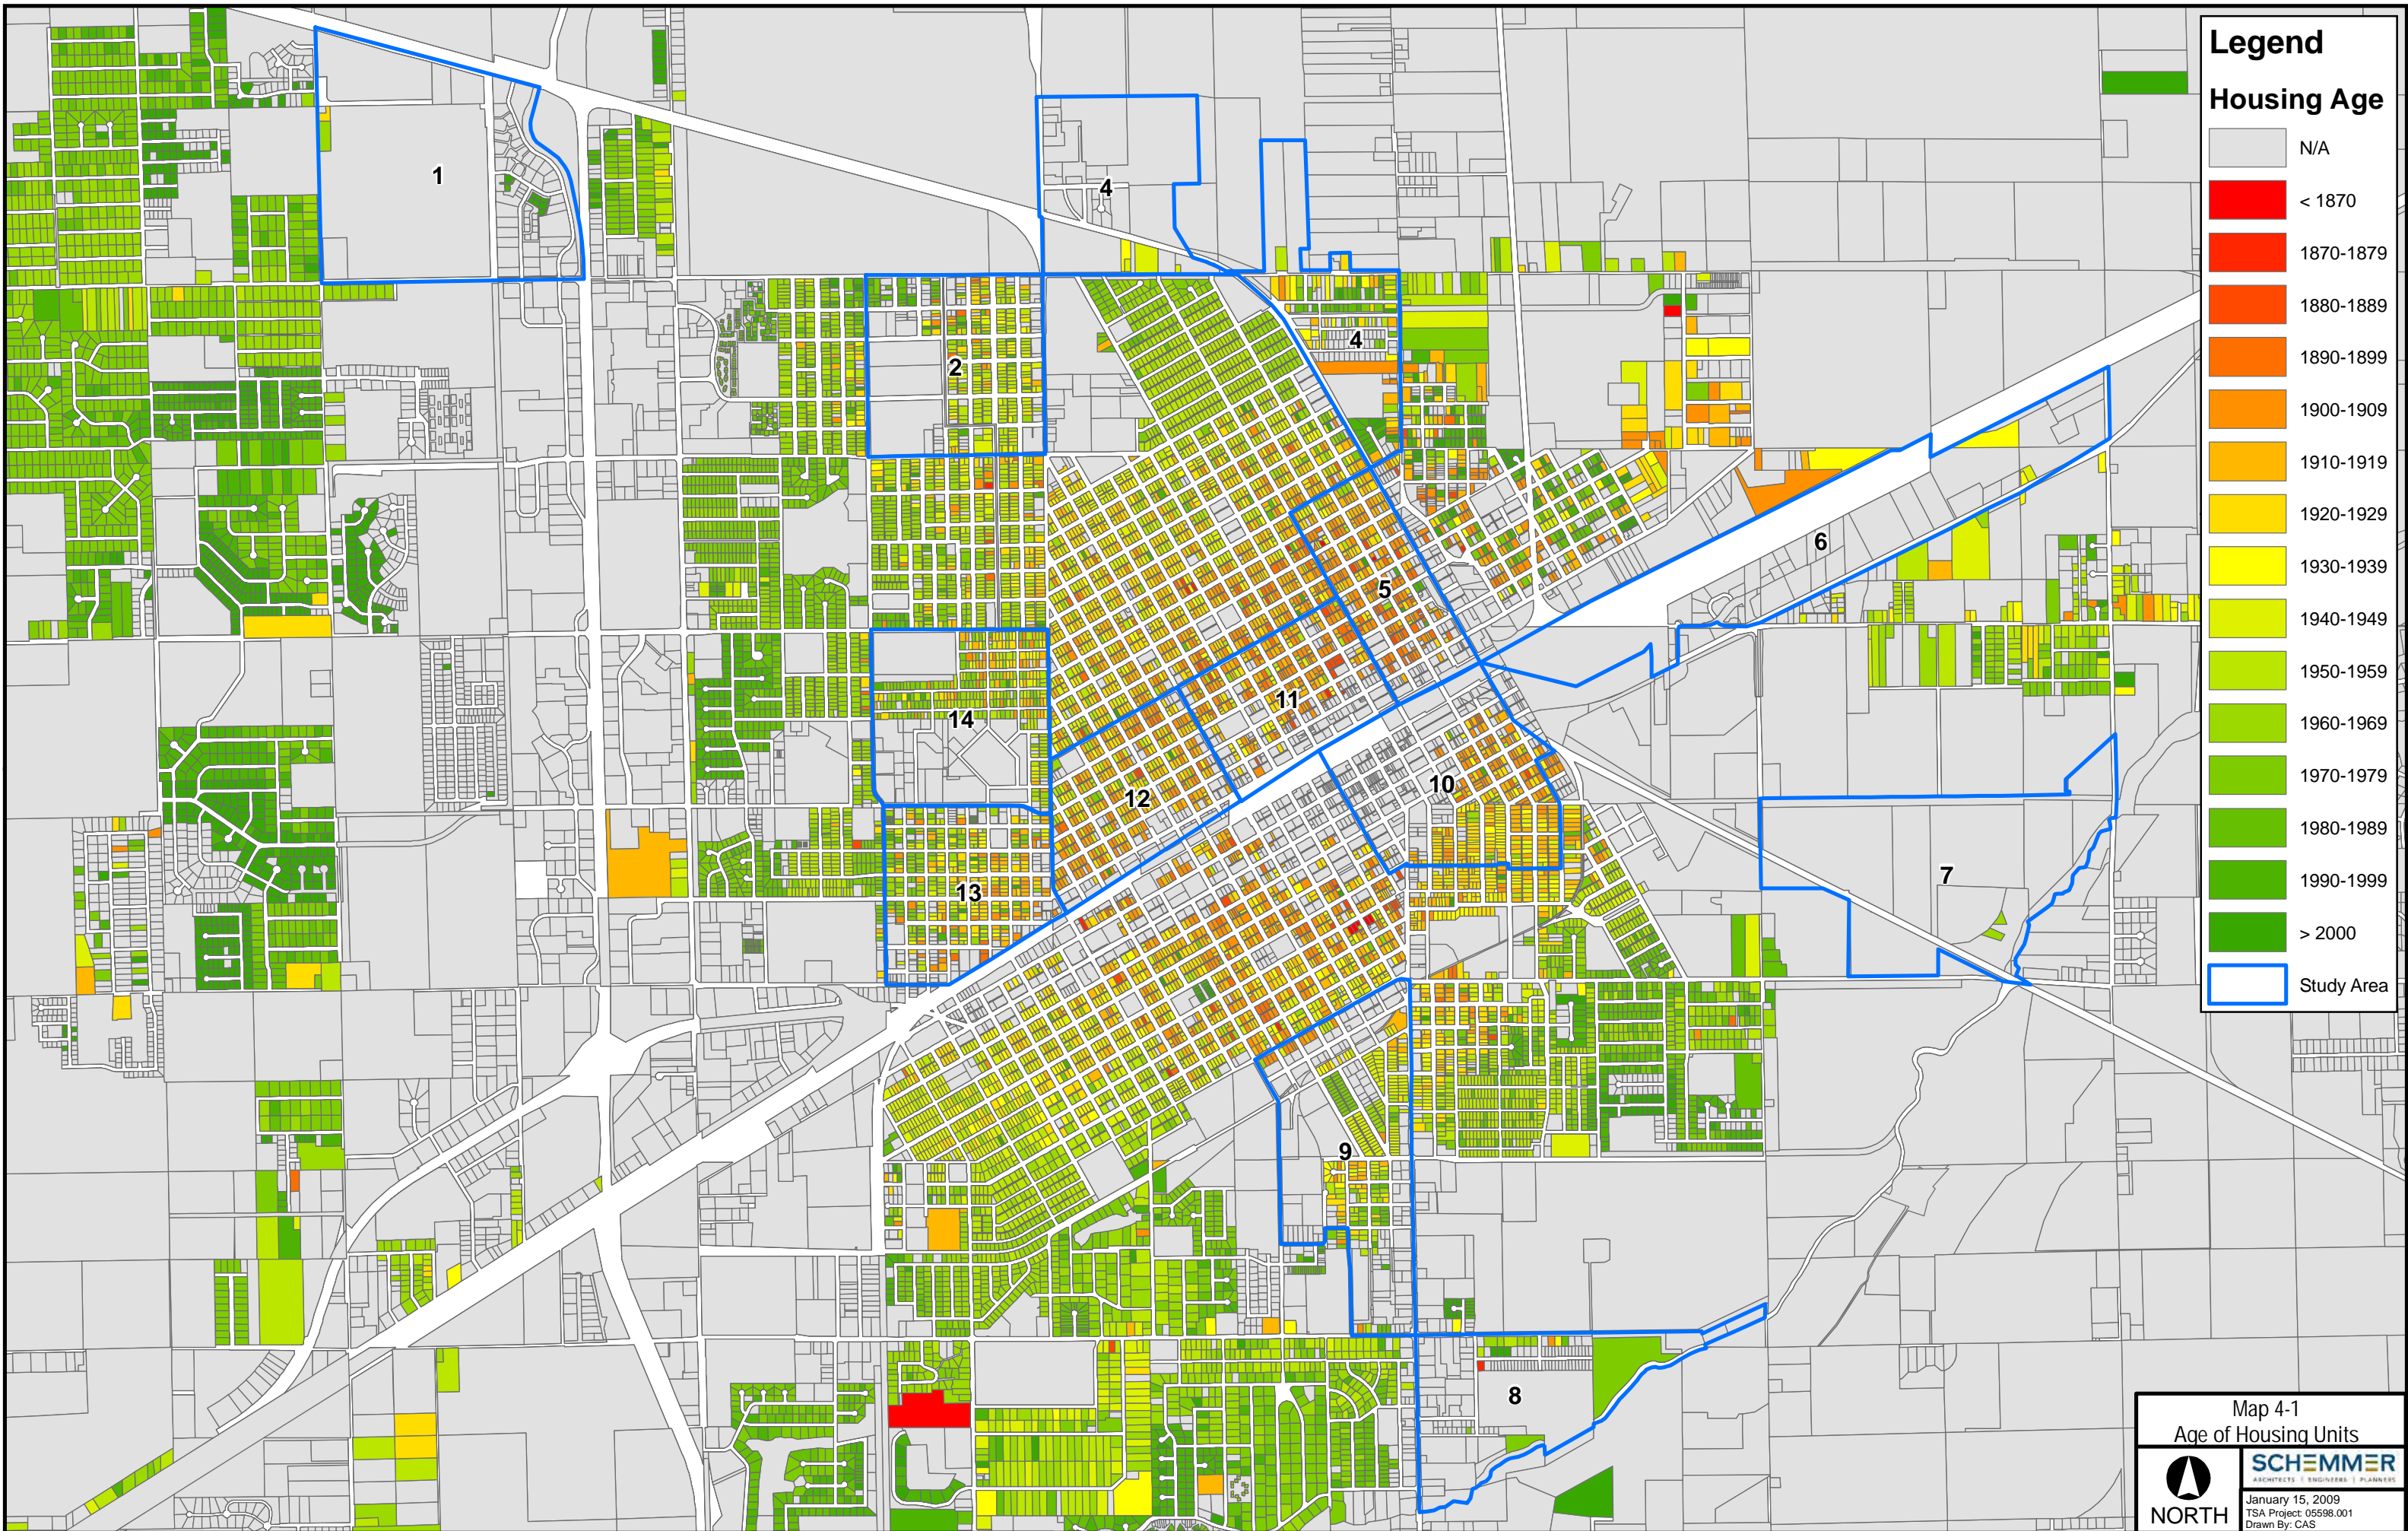 Legend
Housing Age
N/A
< 1870
1870-1879
1880-1889
1890-1899
1900-1909
1910-1919
1920-1929
1930-1939
1940-1949
1950-1959
1960-1969
1970-1979
1980-1989
1990-1999
> 2000
Study Area
1
4
4
2
6
5
11
14
12
10
13
7
9
8
Map 4-1
Age of Housing Units
NORTH
SCHEMMER
ARCHITECTS | ENGINEERS | PLANNERS
January 15, 2009
TSA Project: 05598.001
Drawn By: CAS